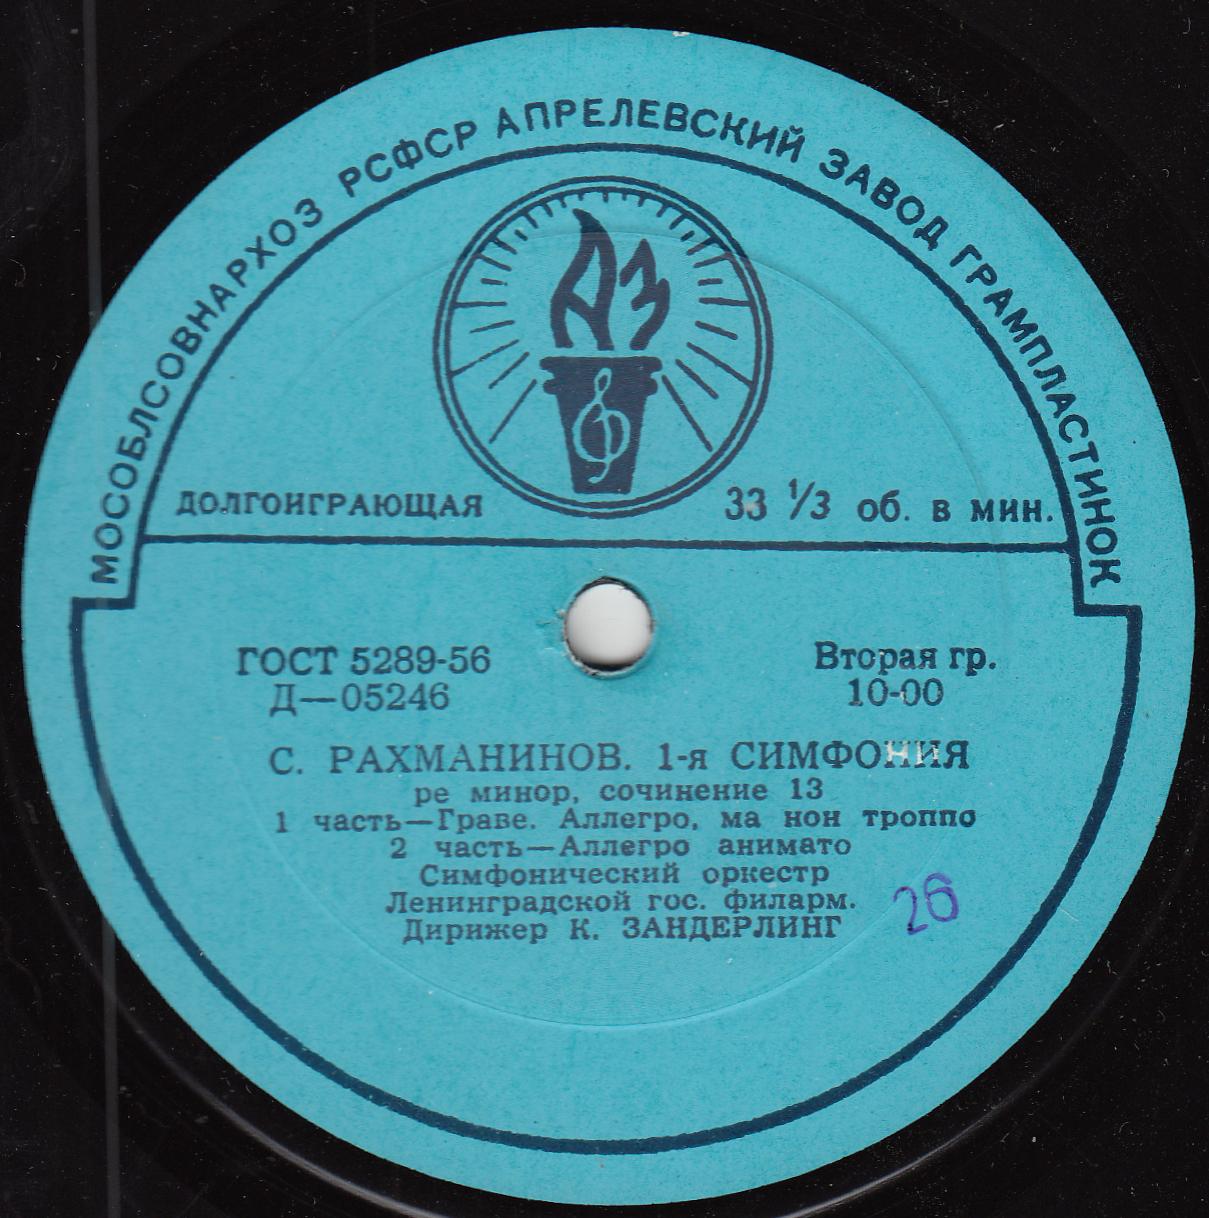 МОСОБЛСОВНАРХОЗ РСФСР АПРЕЛЕВСКИЙ ЗАВОД ГРАМПЛАСТИНОК
АЗ
ДОЛГОИГРАЮЩАЯ 33 1/3 об. в мин.
ГОСТ 5289-56 Вторая гр.
Д—05246 10-00
С. РАХМАНИНОВ. 1-я СИМФОНИЯ
ре минор, сочинение 13
1 часть—Граве. Аллегро, ма нон троппо
2 часть—Аллегро анимато
Симфонический оркестр
Ленинградской гос. филарм.
Дирижер К. ЗАНДЕРЛИНГ
26